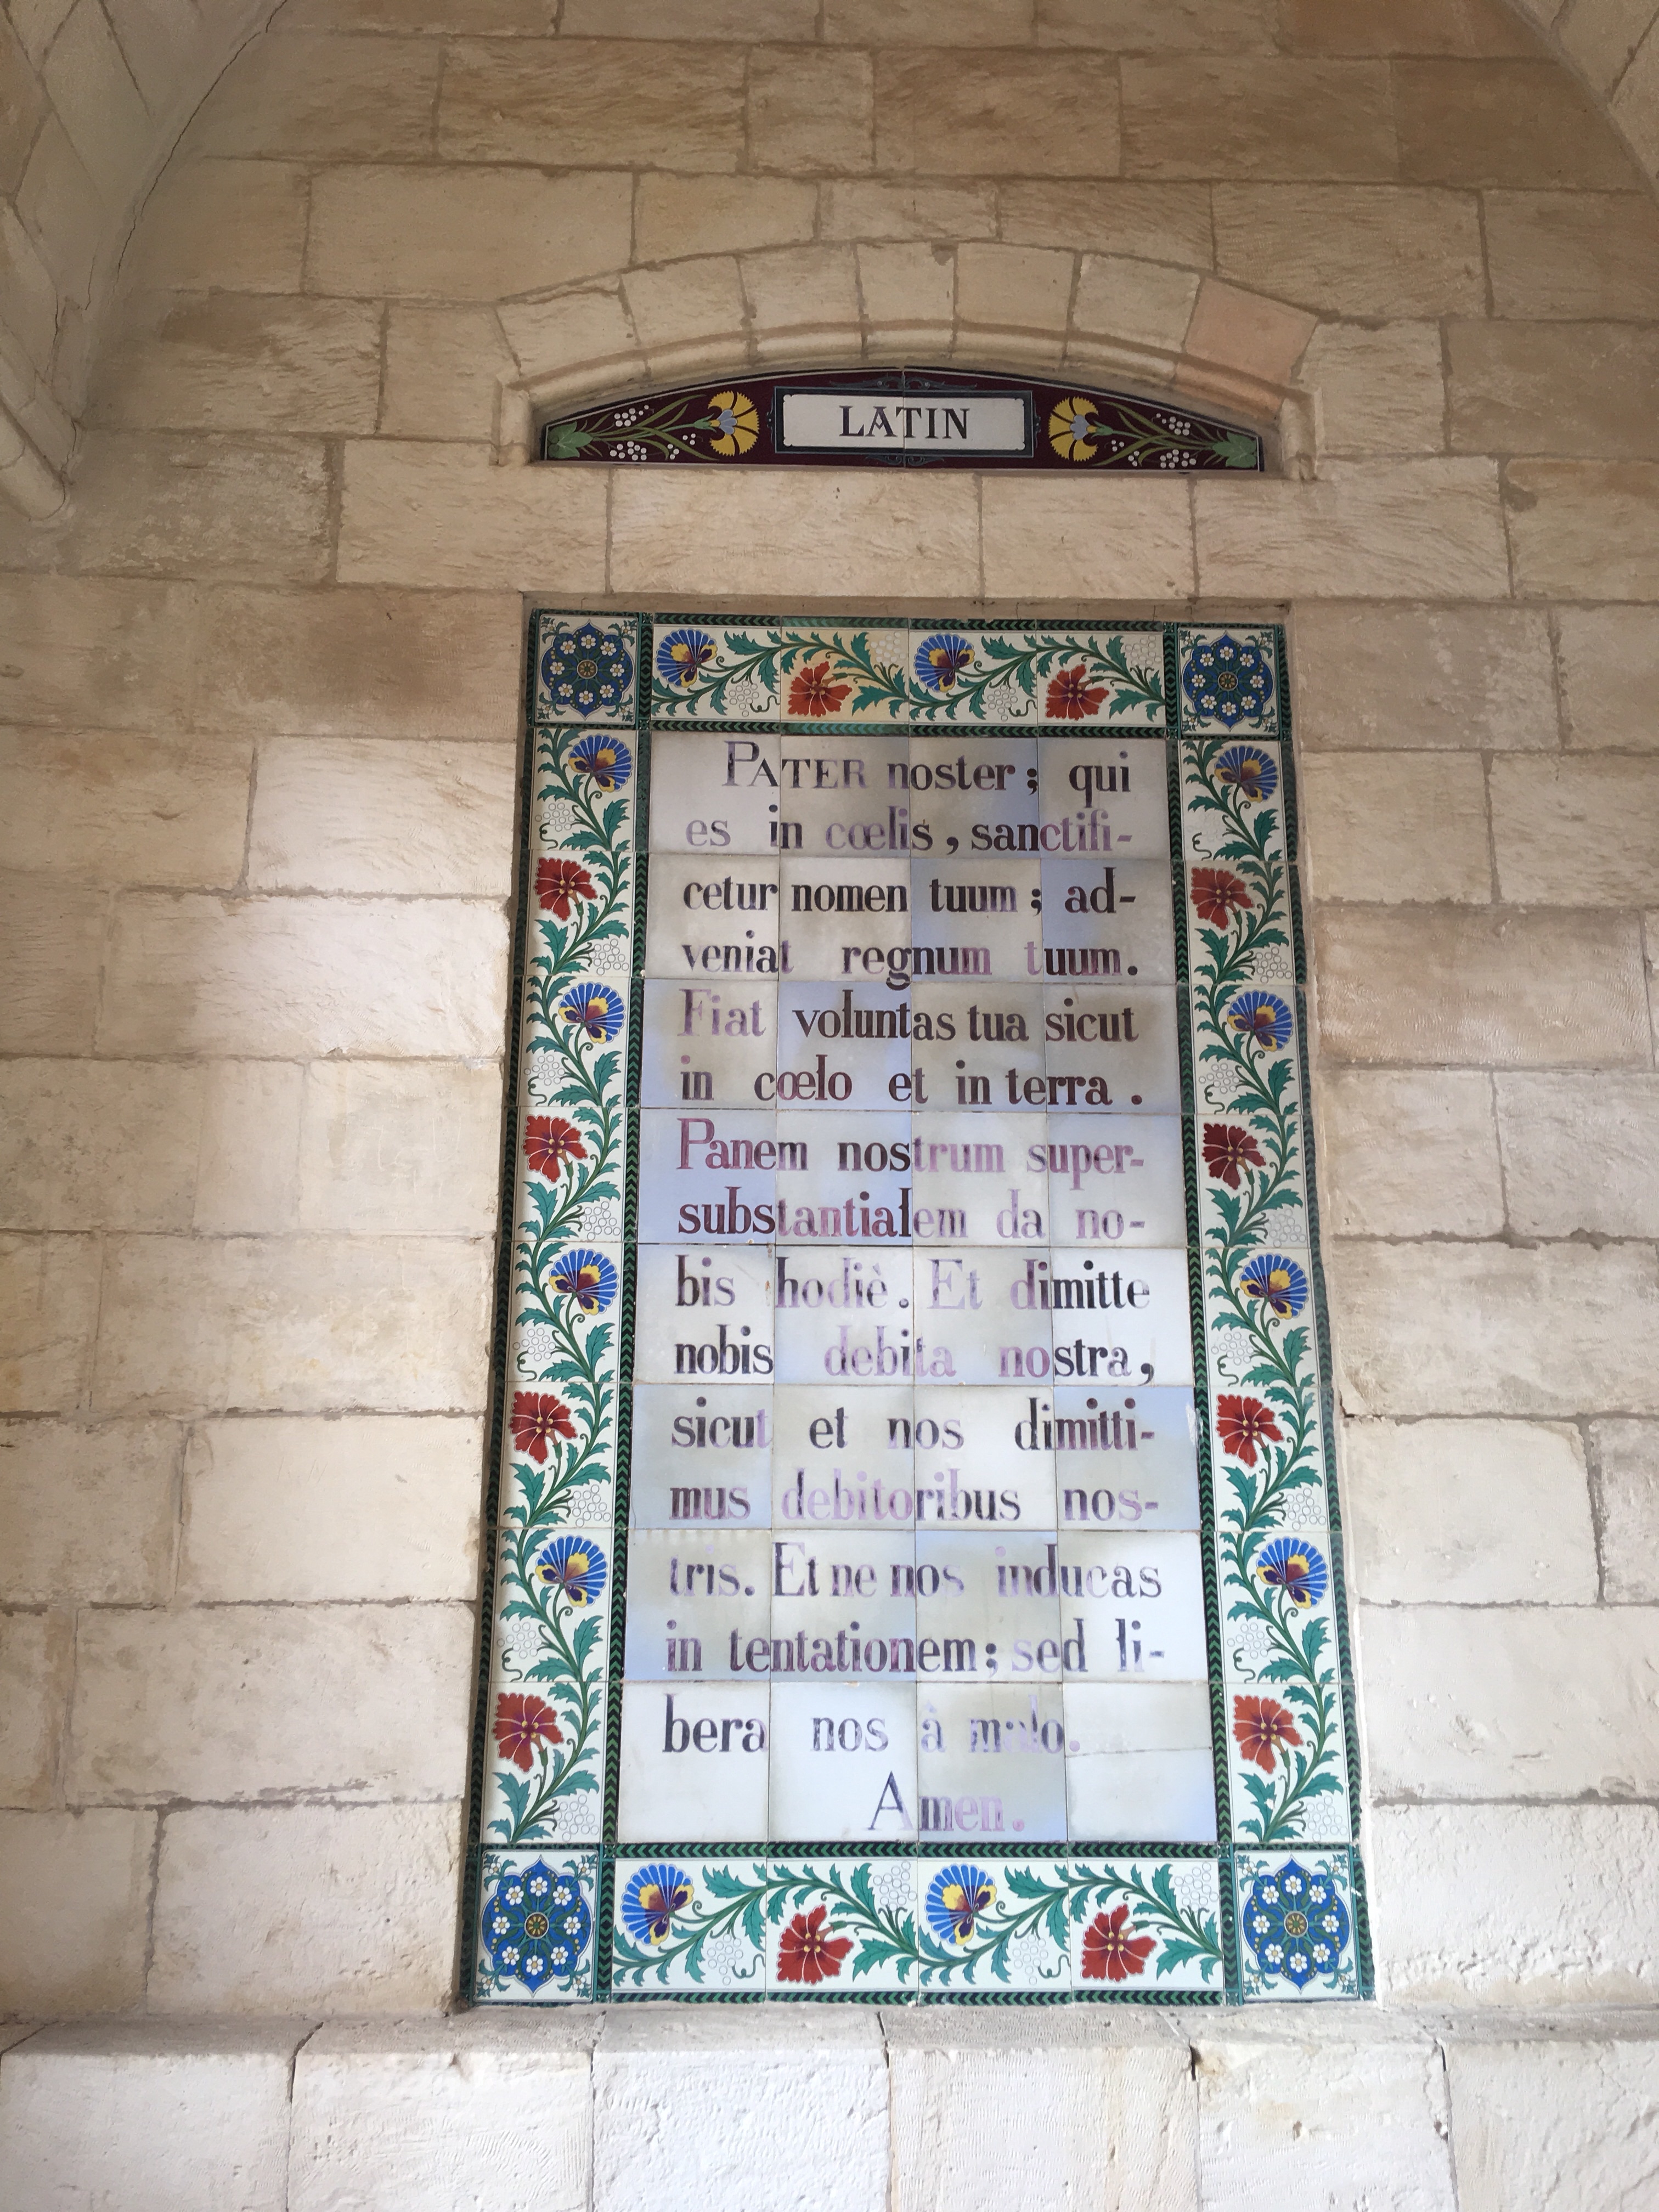 LATIN
PATER noster; qui
es in cœlis, sanctifi-
cetur nomen tuum; ad-
veniat regnum tuum.
Fiat voluntas tua sicut
in cœlo et in terra.
Panem nostrum super-
substantialem da no-
bis hodiè. Et dimitte
nobis debita nostra,
sicut et nos dimitti-
mus debitoribus nos-
tris. Et ne nos inducas
in tentationem; sed li-
bera nos à malo.
Amen.